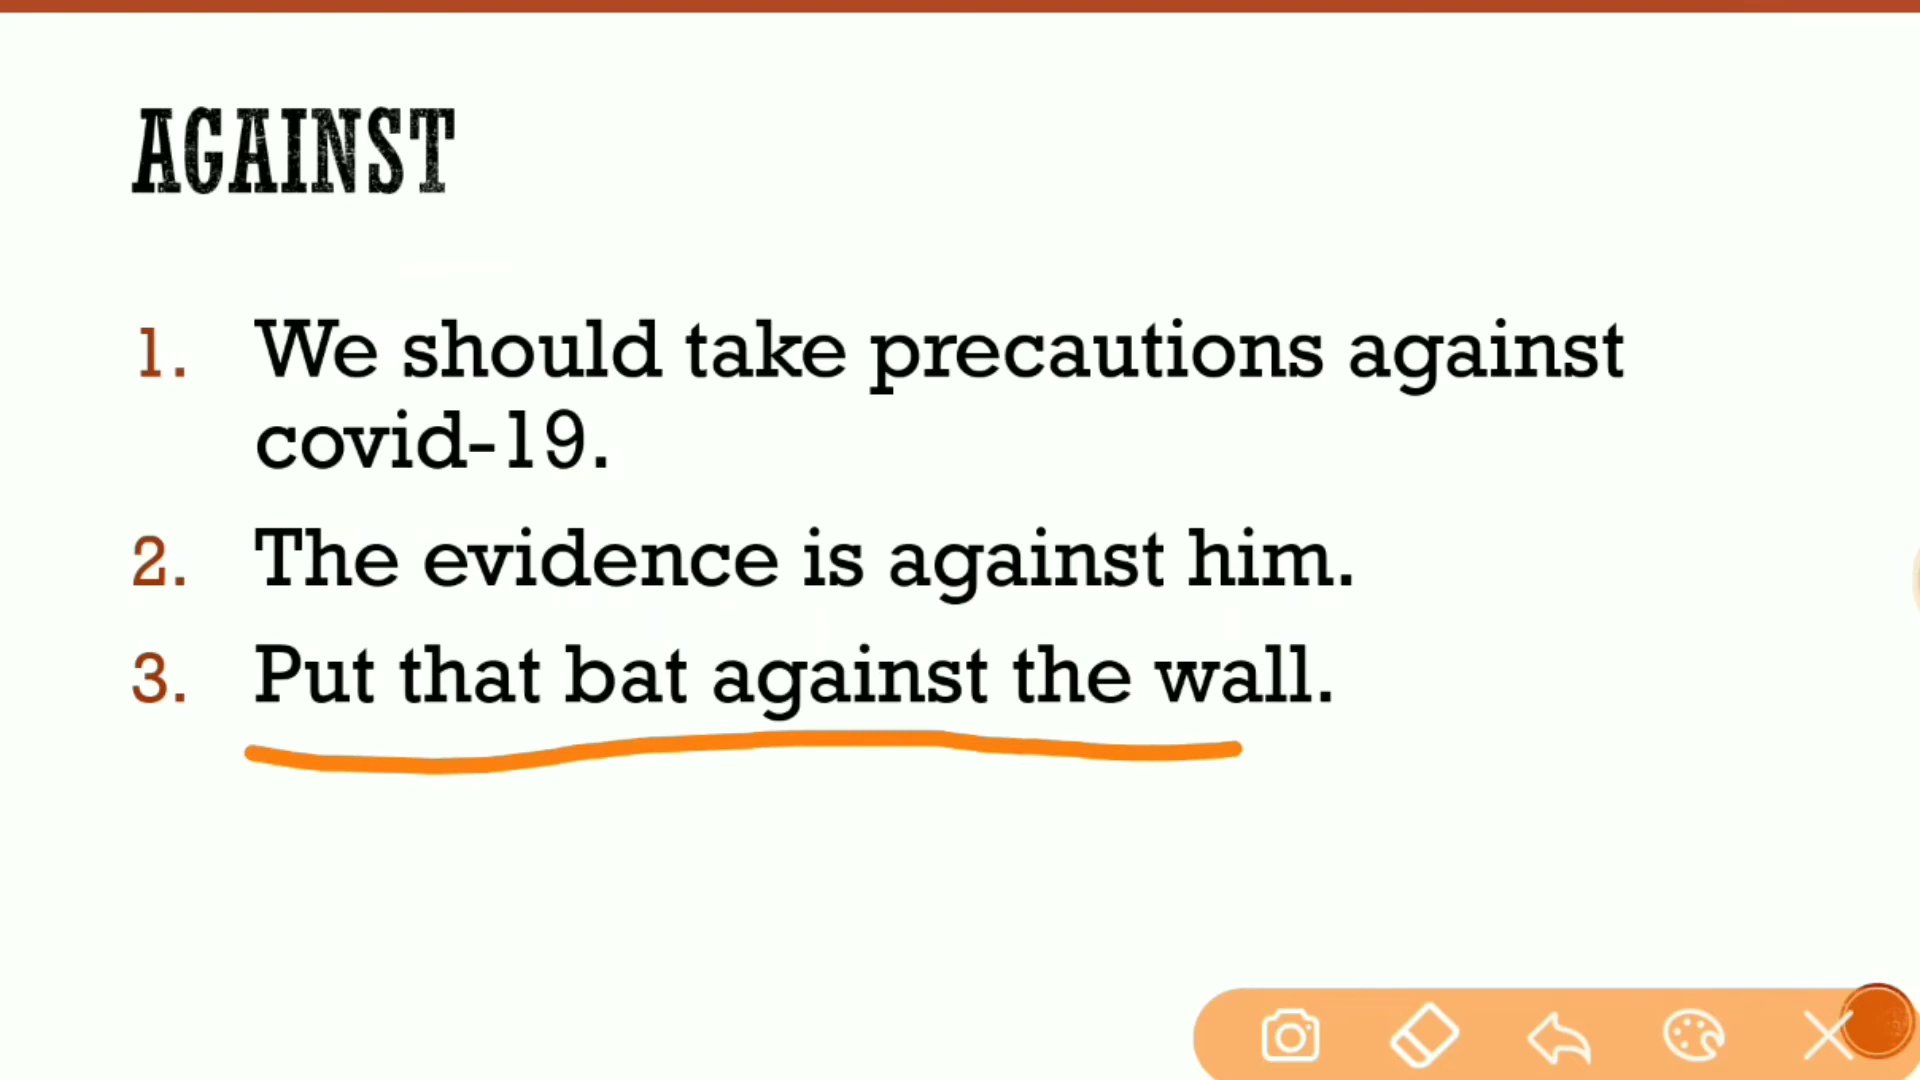 AGAINST
1. We should take precautions against
covid-19.
2. The evidence is against him.
3. Put that bat against the wall.